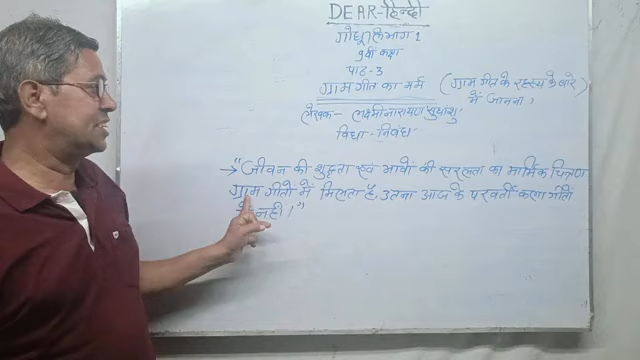 DEAR-हिन्दी
गोधूली भाग 1
9वीं कक्षा
पाठ-3
ग्राम गीत का मर्म (ग्राम गीत के रहस्य के बारे
में जानना)
लेखक- लक्ष्मीनारायण सुधांशु
विधा-निबंध
→"जीवन की शुद्धता एवं भावों की सरलता का मार्मिक चित्रण
ग्राम गीतों में मिलता है, उतना आज के परवर्ती कला गीतों
नहीं।"